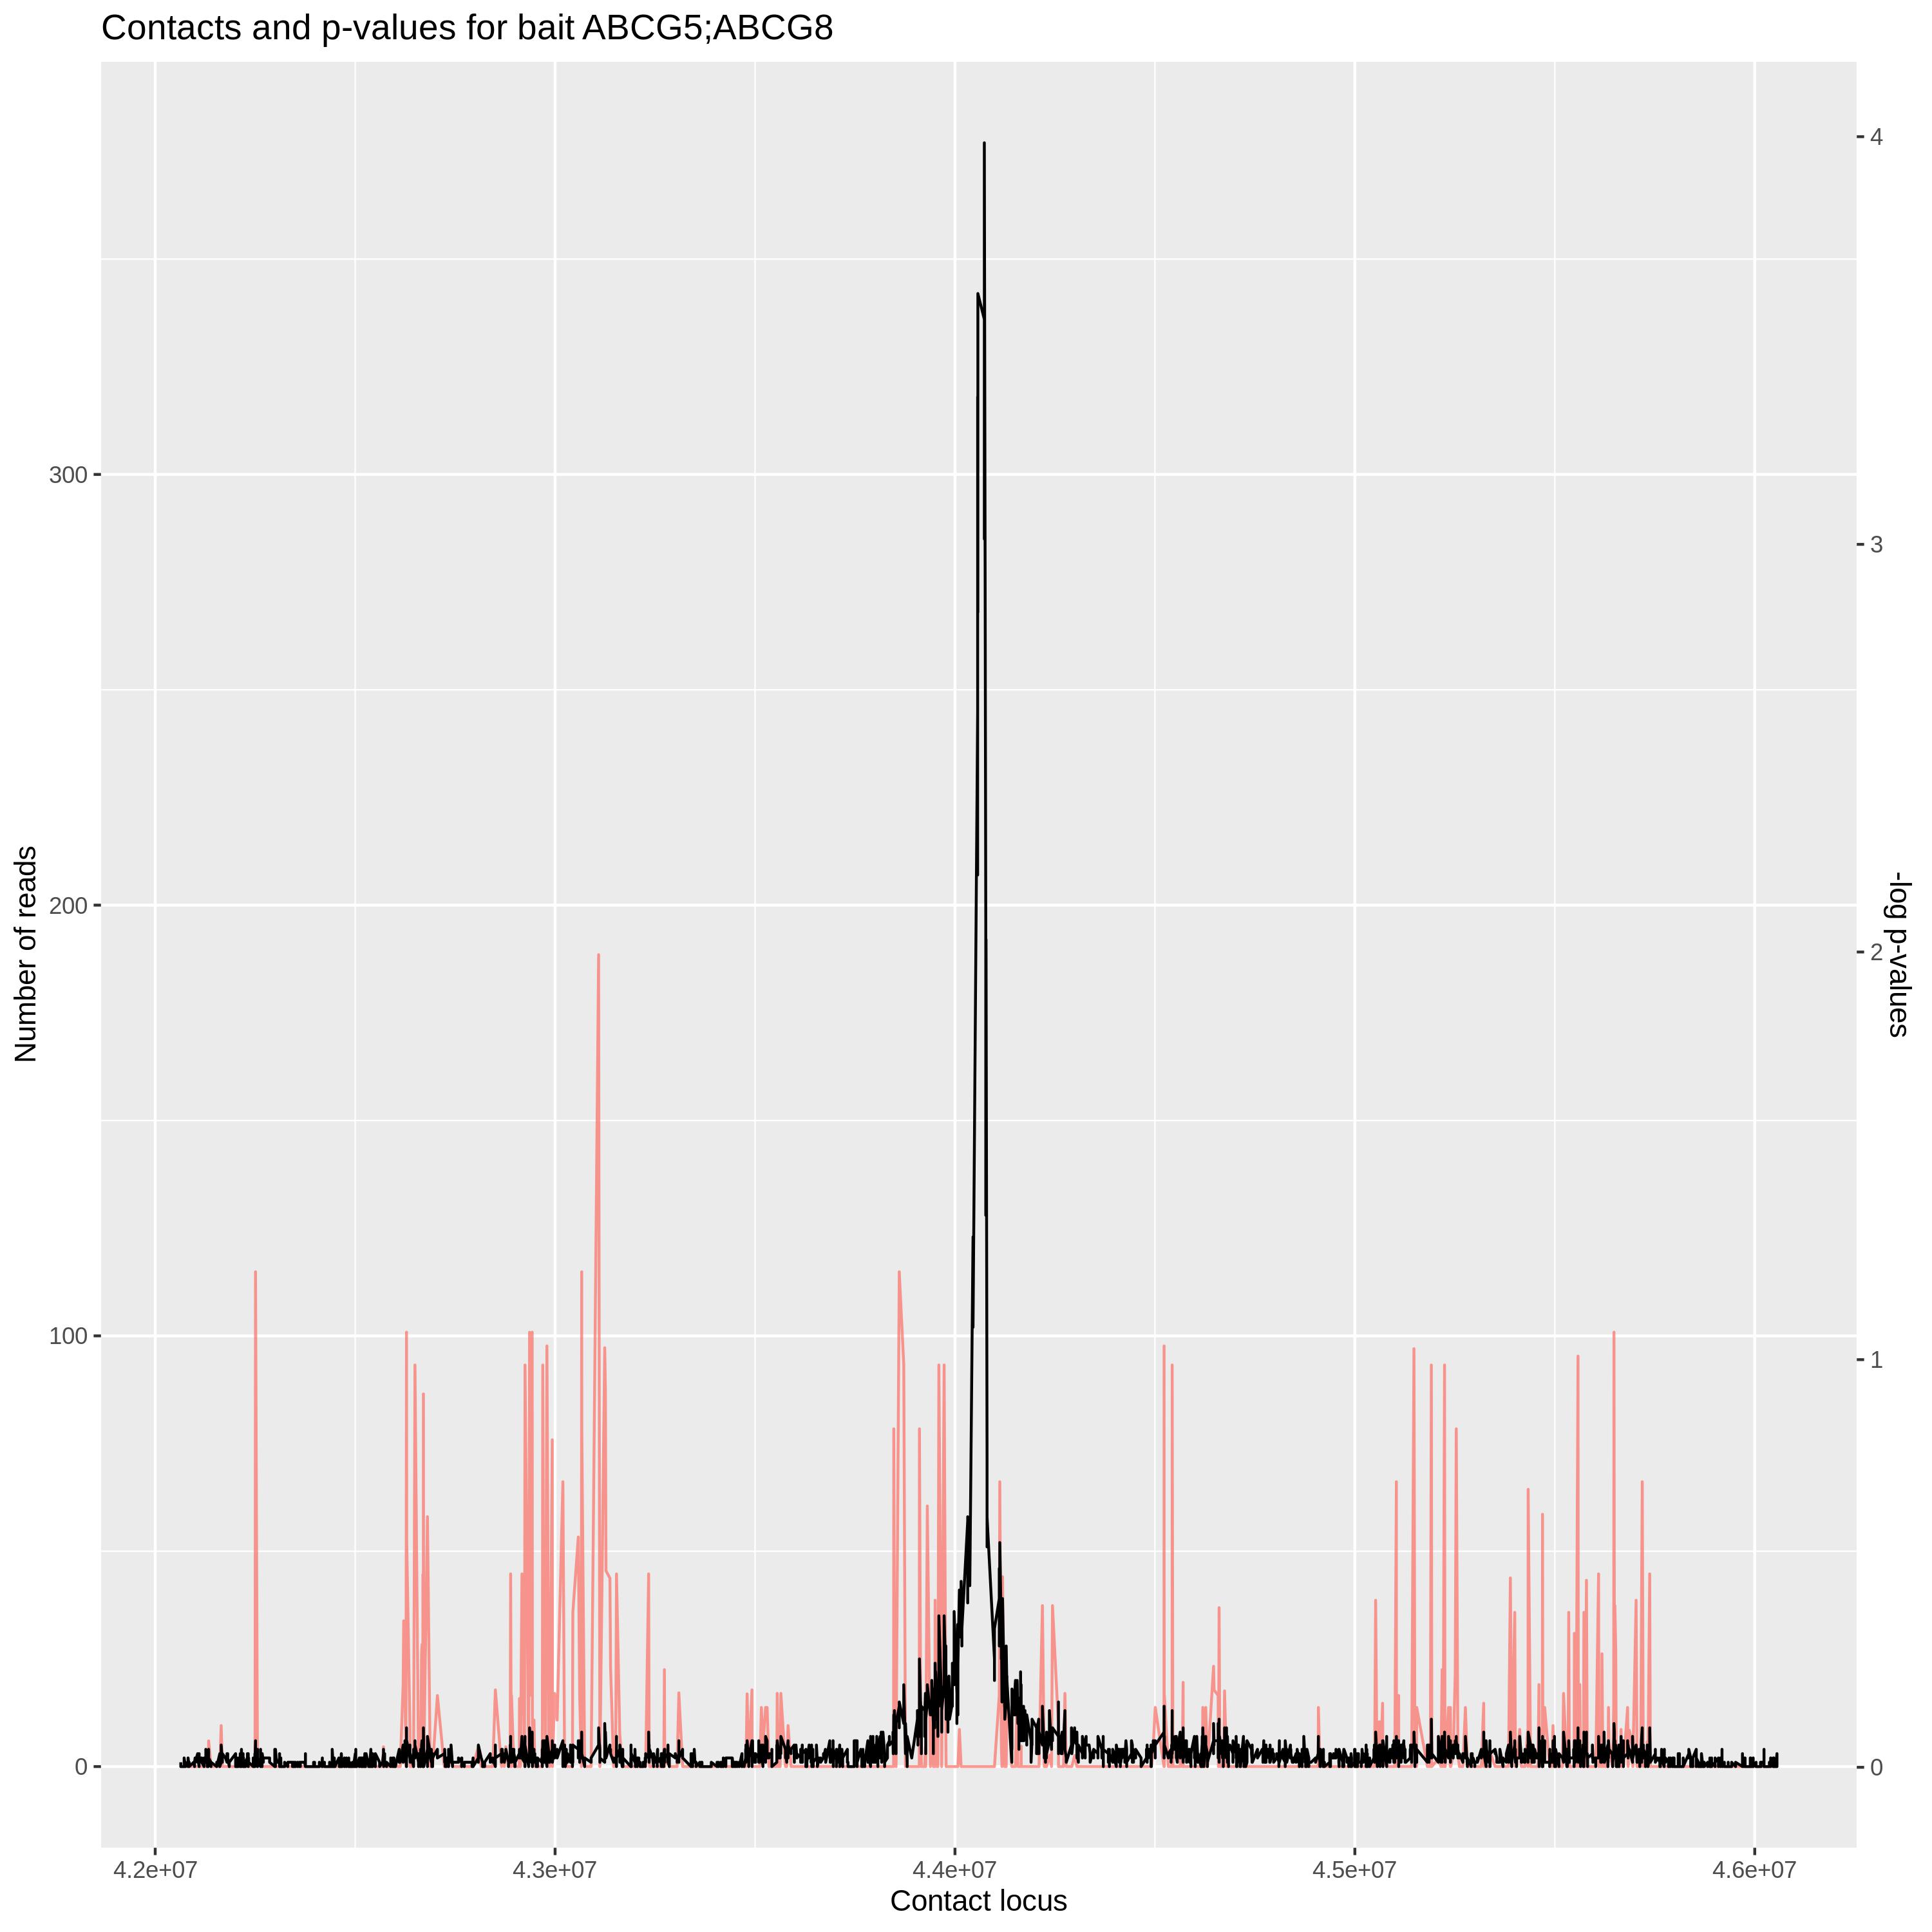 Contacts and p-values for bait ABCG5;ABCG8
Number of reads
300
200
100
0
4
3
2
1
0
-log p-values
4.2e+07
4.3e+07
4.4e+07
4.5e+07
4.6e+07
Contact locus